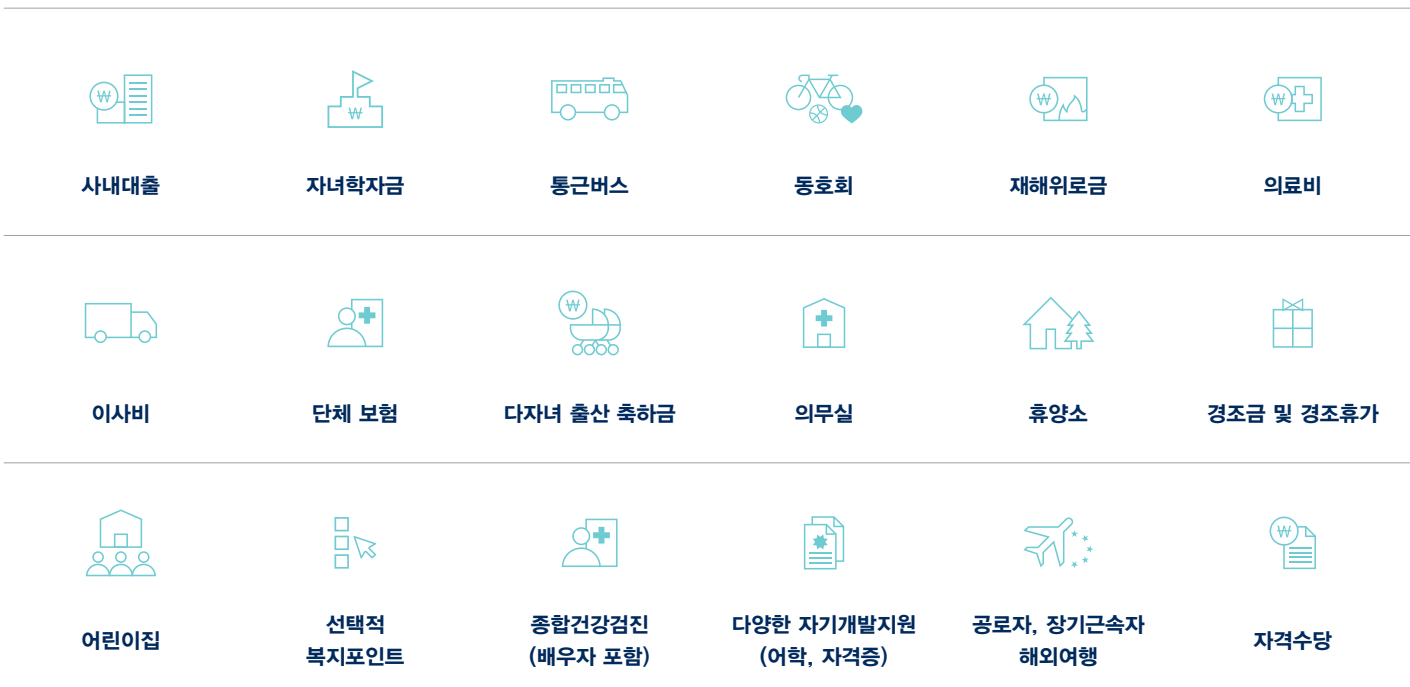 사내대출
자녀학자금
통근버스
동호회
재해위로금
의료비
이사비
단체 보험
다자녀 출산 축하금
의무실
휴양소
경조금 및 경조휴가
어린이집
선택적
복지포인트
종합건강검진
(배우자 포함)
다양한 자기개발지원
(어학, 자격증)
공로자, 장기근속자
해외여행
자격수당